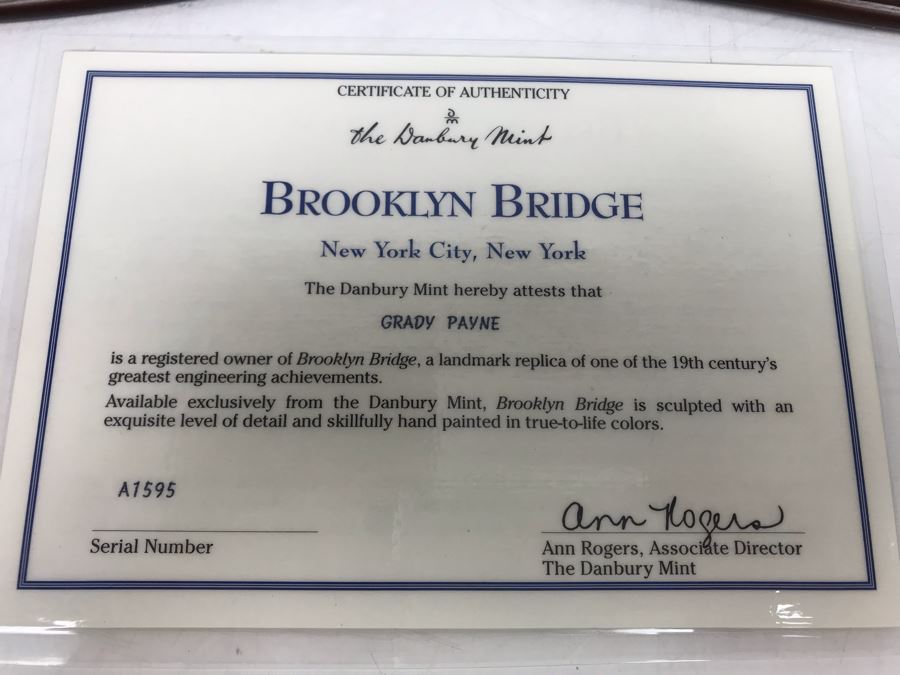 CERTIFICATE OF AUTHENTICITY
DM
the Danbury Mint
BROOKLYN BRIDGE
New York City, New York
The Danbury Mint hereby attests that
GRADY PAYNE
is a registered owner of Brooklyn Bridge, a landmark replica of one of the 19th century's
greatest engineering achievements.
Available exclusively from the Danbury Mint, Brooklyn Bridge is sculpted with an
exquisite level of detail and skillfully hand painted in true-to-life colors.
A1595
Serial Number
Ann Rogers
Ann Rogers, Associate Director
The Danbury Mint